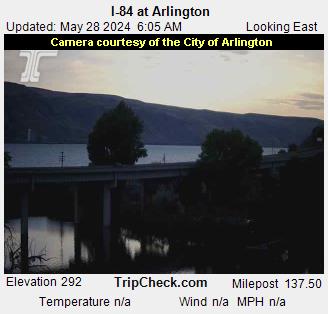 I-84 at Arlington
Updated: May 28 2024 6:05 AM Looking East
Camera courtesy of the City of Arlington
Elevation 292 TripCheck.com Milepost 137.50
Temperature n/a Wind n/a MPH n/a